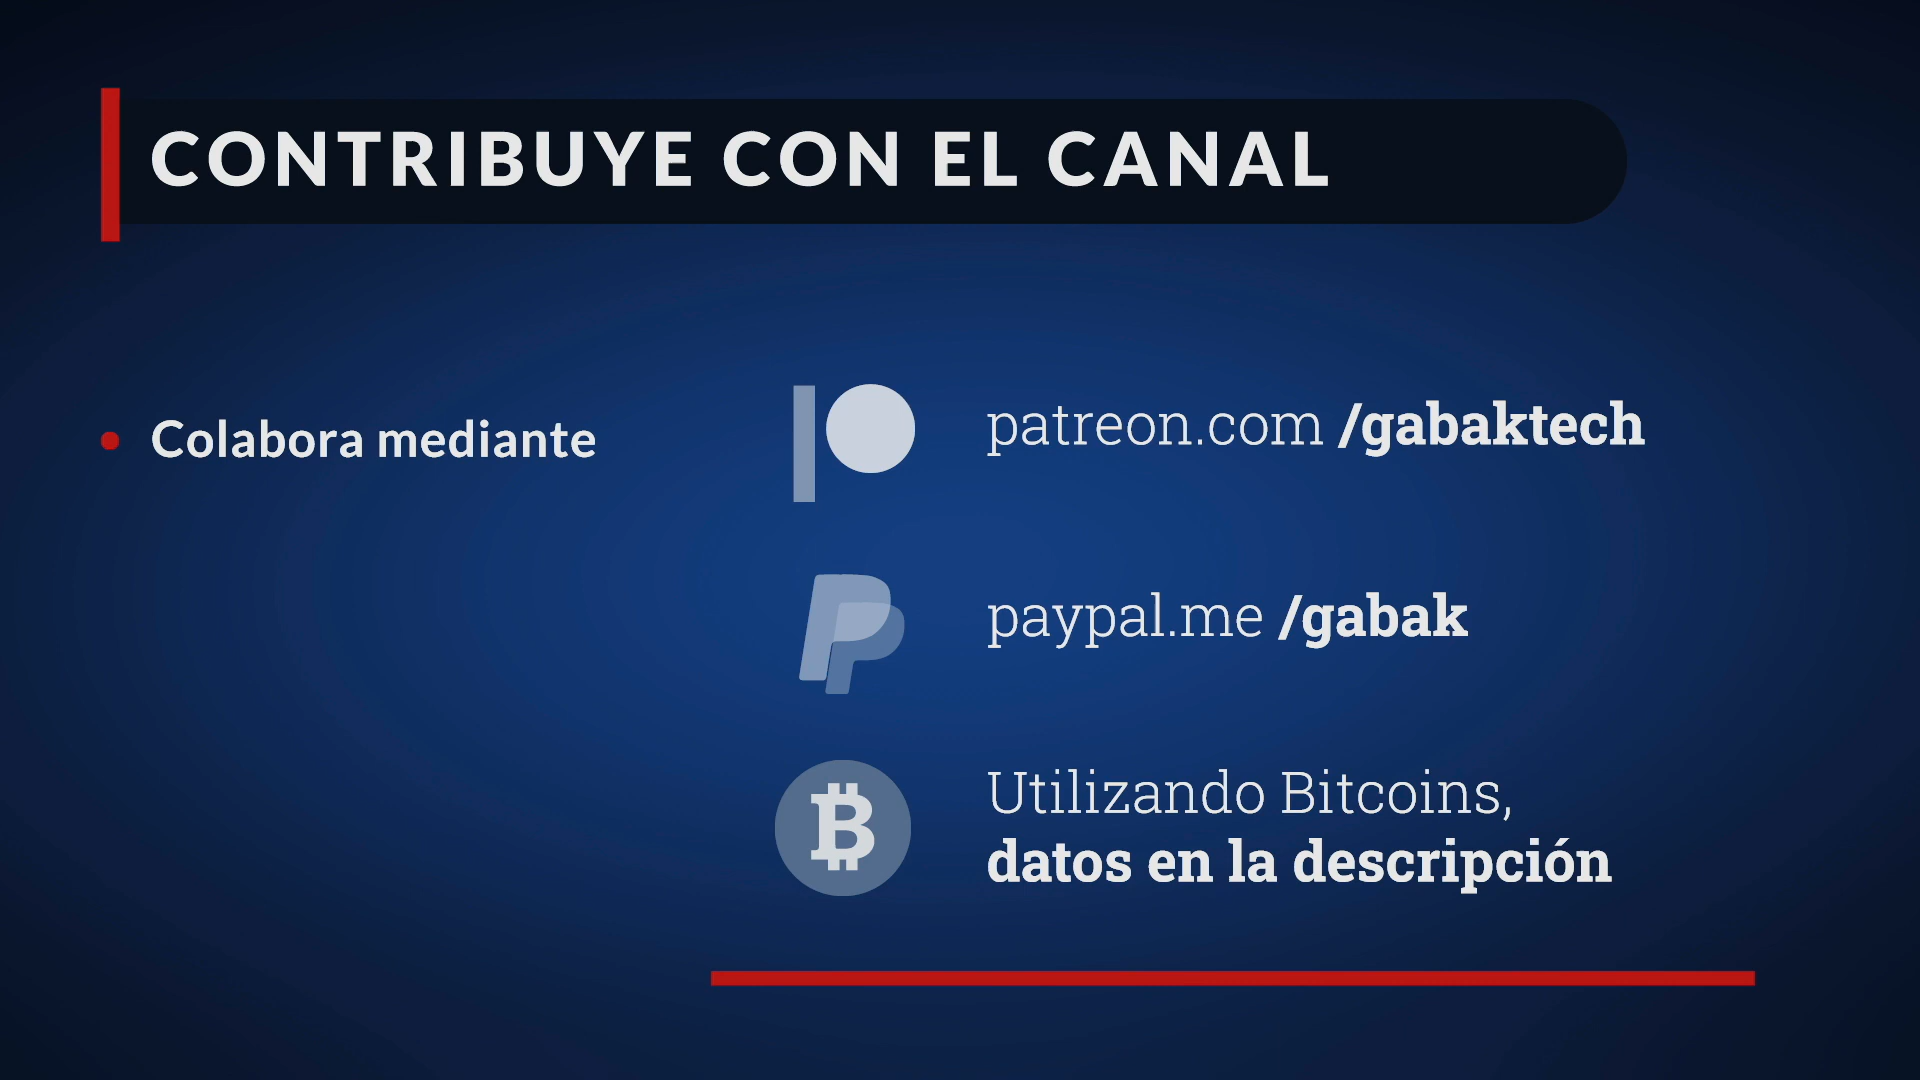 CONTRIBUYE CON EL CANAL
Colabora mediante
patreon.com /gabaktech
paypal.me /gabak
Utilizando Bitcoins,
datos en la descripción